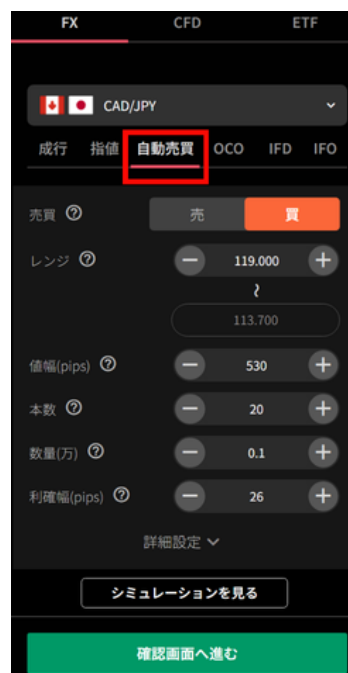 FX CFD ETF
CAD/JPY
成行 指値 自動売買 OCO IFD IFO
売買 ? 売 買
レンジ ? − 119.000 +
~
113.700
値幅(pips) ? − 530 +
本数 ? − 20 +
数量(万) ? − 0.1 +
利確幅(pips) ? − 26 +
詳細設定
シミュレーションを見る
確認画面へ進む